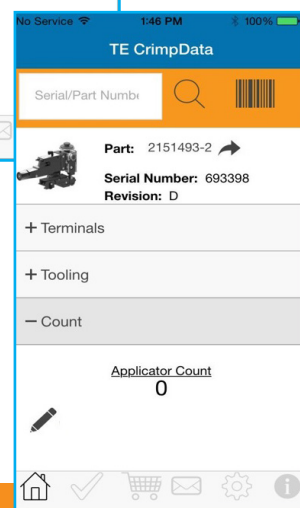 No Service 1:46 PM 100%
TE CrimpData
Serial/Part Numbe
Part: 2151493-2
Serial Number: 693398
Revision: D
+ Terminals
+ Tooling
− Count
Applicator Count
0